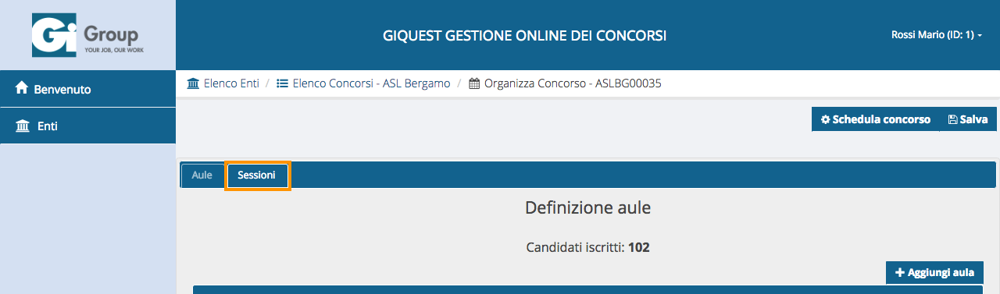 Gi Group
YOUR JOB, OUR WORK
GIQUEST GESTIONE ONLINE DEI CONCORSI
Rossi Mario (ID: 1)
Benvenuto
Enti
Elenco Enti / Elenco Concorsi - ASL Bergamo / Organizza Concorso - ASLBG00035
Schedula concorso Salva
Aule Sessioni
Definizione aule
Candidati iscritti: 102
+ Aggiungi aula